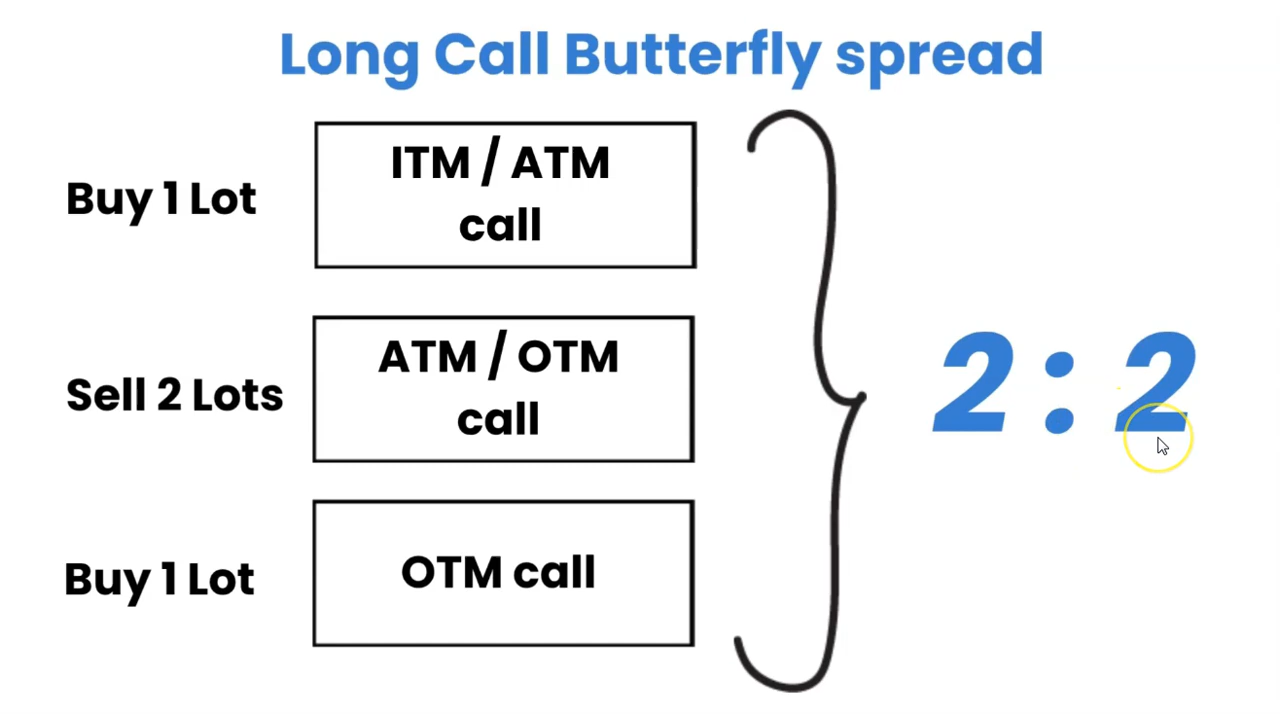 Long Call Butterfly spread
Buy 1 Lot
ITM / ATM
call
Sell 2 Lots
ATM / OTM
call
2 : 2
Buy 1 Lot
OTM call